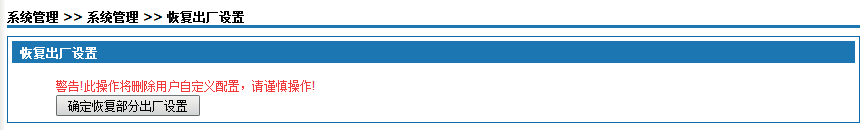 系统管理 >> 系统管理 >> 恢复出厂设置
恢复出厂设置
警告!此操作将删除用户自定义配置，请谨慎操作!
确定恢复部分出厂设置